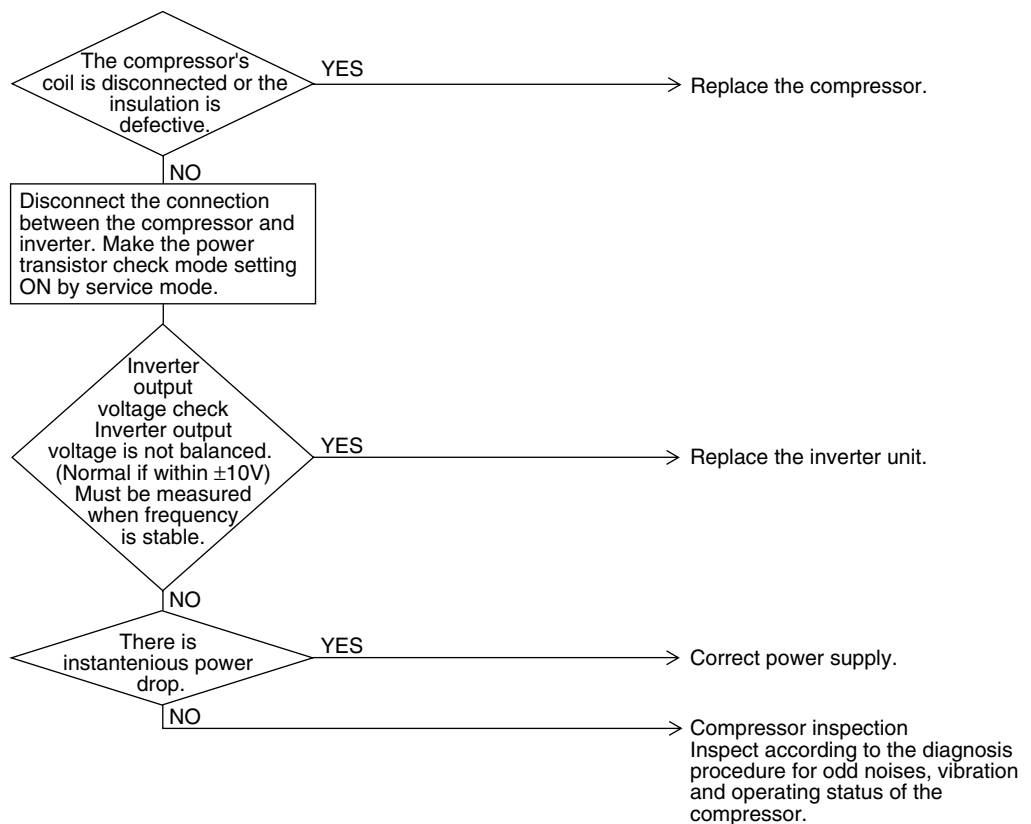 The compressor's
coil is disconnected or the
insulation is
defective.
YES
Replace the compressor.
NO
Disconnect the connection
between the compressor and
inverter. Make the power
transistor check mode setting
ON by service mode.
Inverter
output
voltage check
Inverter output
voltage is not balanced.
(Normal if within ±10V)
Must be measured
when frequency
is stable.
YES
Replace the inverter unit.
NO
There is
instantenious power
drop.
YES
Correct power supply.
NO
Compressor inspection
Inspect according to the diagnosis
procedure for odd noises, vibration
and operating status of the
compressor.